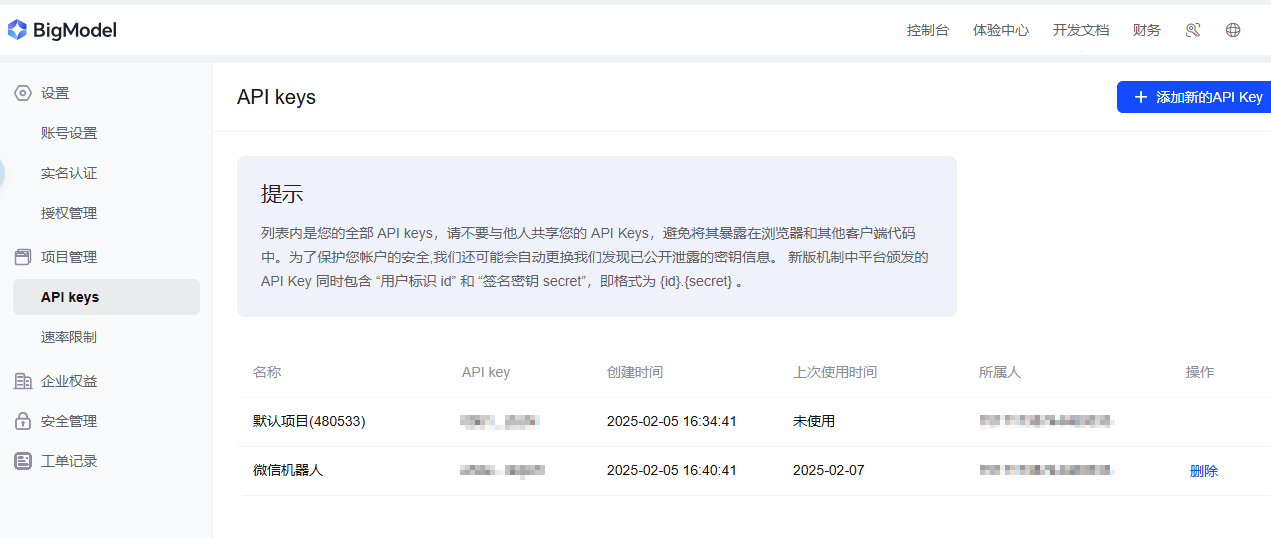 BigModel
控制台
体验中心
开发文档
财务
设置
账号设置
实名认证
授权管理
项目管理
API keys
速率限制
企业权益
安全管理
工单记录
API keys
添加新的API Key
提示
列表内是您的全部 API keys，请不要与他人共享您的 API Keys，避免将其暴露在浏览器和其他客户端代码
中。为了保护您帐户的安全,我们还可能会自动更换我们发现已公开泄露的密钥信息。 新版机制中平台颁发的
API Key 同时包含 “用户标识 id” 和 “签名密钥 secret”，即格式为 {id}.{secret} 。
名称 API key 创建时间 上次使用时间 所属人 操作
默认项目(480533) 2025-02-05 16:34:41 未使用
微信机器人 2025-02-05 16:40:41 2025-02-07 删除